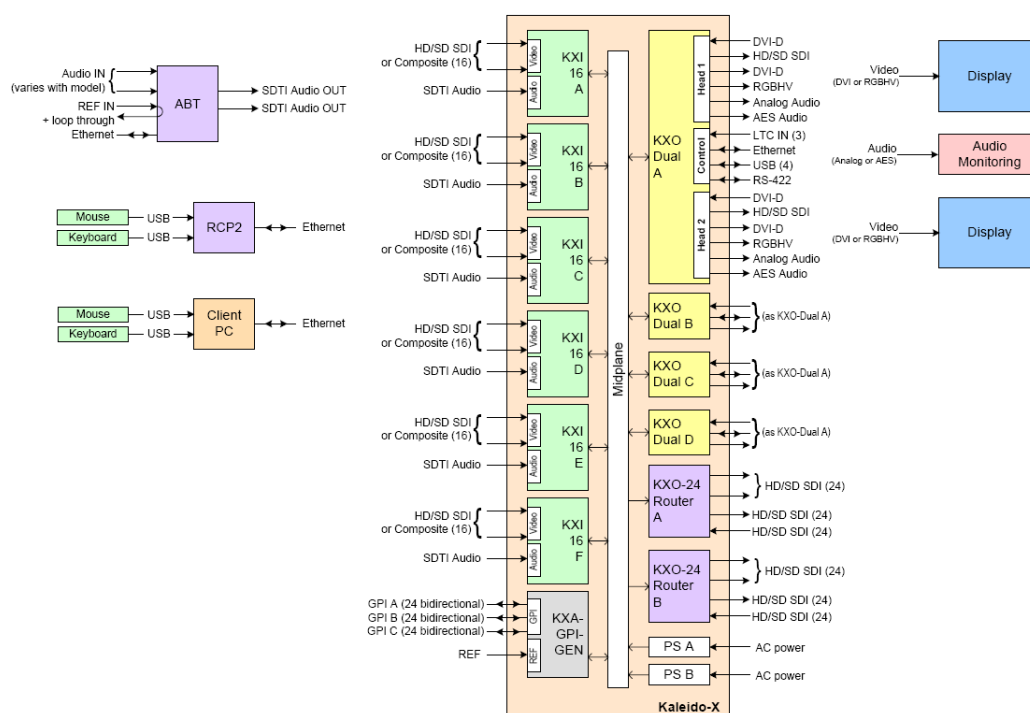 Audio IN
(varies with model)
REF IN
+ loop through
Ethernet
ABT
SDTI Audio OUT
SDTI Audio OUT
Mouse
Keyboard
USB
USB
RCP2
Ethernet
Mouse
Keyboard
USB
USB
Client
PC
Ethernet
HD/SD SDI
or Composite (16)
SDTI Audio
Video
Audio
KXI
16
A
HD/SD SDI
or Composite (16)
SDTI Audio
Video
Audio
KXI
16
B
HD/SD SDI
or Composite (16)
SDTI Audio
Video
Audio
KXI
16
C
HD/SD SDI
or Composite (16)
SDTI Audio
Video
Audio
KXI
16
D
HD/SD SDI
or Composite (16)
SDTI Audio
Video
Audio
KXI
16
E
HD/SD SDI
or Composite (16)
SDTI Audio
Video
Audio
KXI
16
F
GPI A (24 bidirectional)
GPI B (24 bidirectional)
GPI C (24 bidirectional)
REF
GPI
REF
KXA-
GPI-
GEN
Midplane
KXO
Dual
A
Head 1
DVI-D
HD/SD SDI
DVI-D
RGBHV
Analog Audio
AES Audio
Control
LTC IN (3)
Ethernet
USB (4)
RS-422
Head 2
DVI-D
HD/SD SDI
DVI-D
RGBHV
Analog Audio
AES Audio
KXO
Dual B
(as KXO-Dual A)
KXO
Dual C
(as KXO-Dual A)
KXO
Dual D
(as KXO-Dual A)
KXO-24
Router
A
HD/SD SDI (24)
HD/SD SDI (24)
HD/SD SDI (24)
KXO-24
Router
B
HD/SD SDI (24)
HD/SD SDI (24)
HD/SD SDI (24)
PS A
AC power
PS B
AC power
Kaleido-X
Video
(DVI or RGBHV)
Display
Audio
(Analog or AES)
Audio
Monitoring
Video
(DVI or RGBHV)
Display